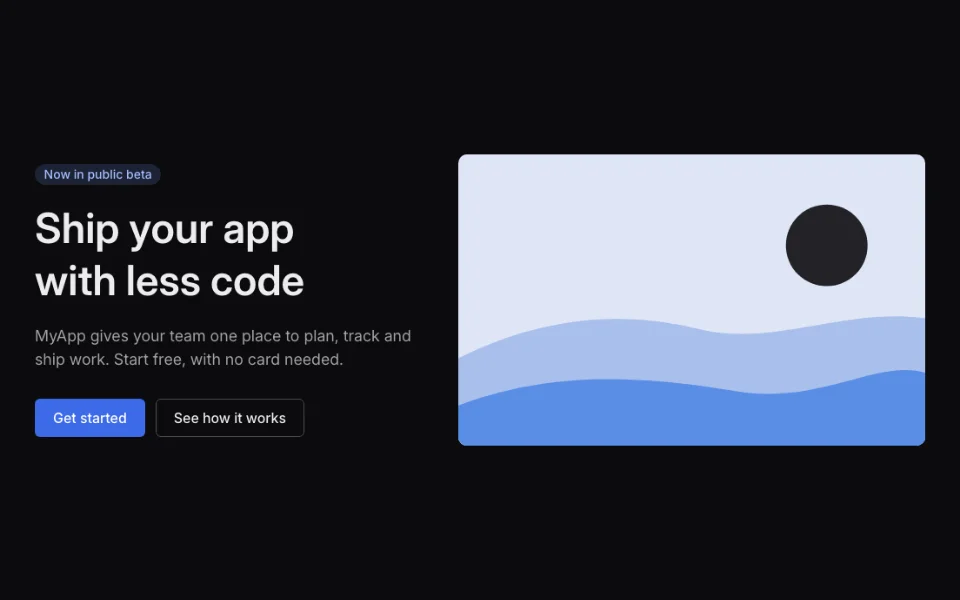 Now in public beta
Ship your app
with less code
MyApp gives your team one place to plan, track and
ship work. Start free, with no card needed.
Get started
See how it works